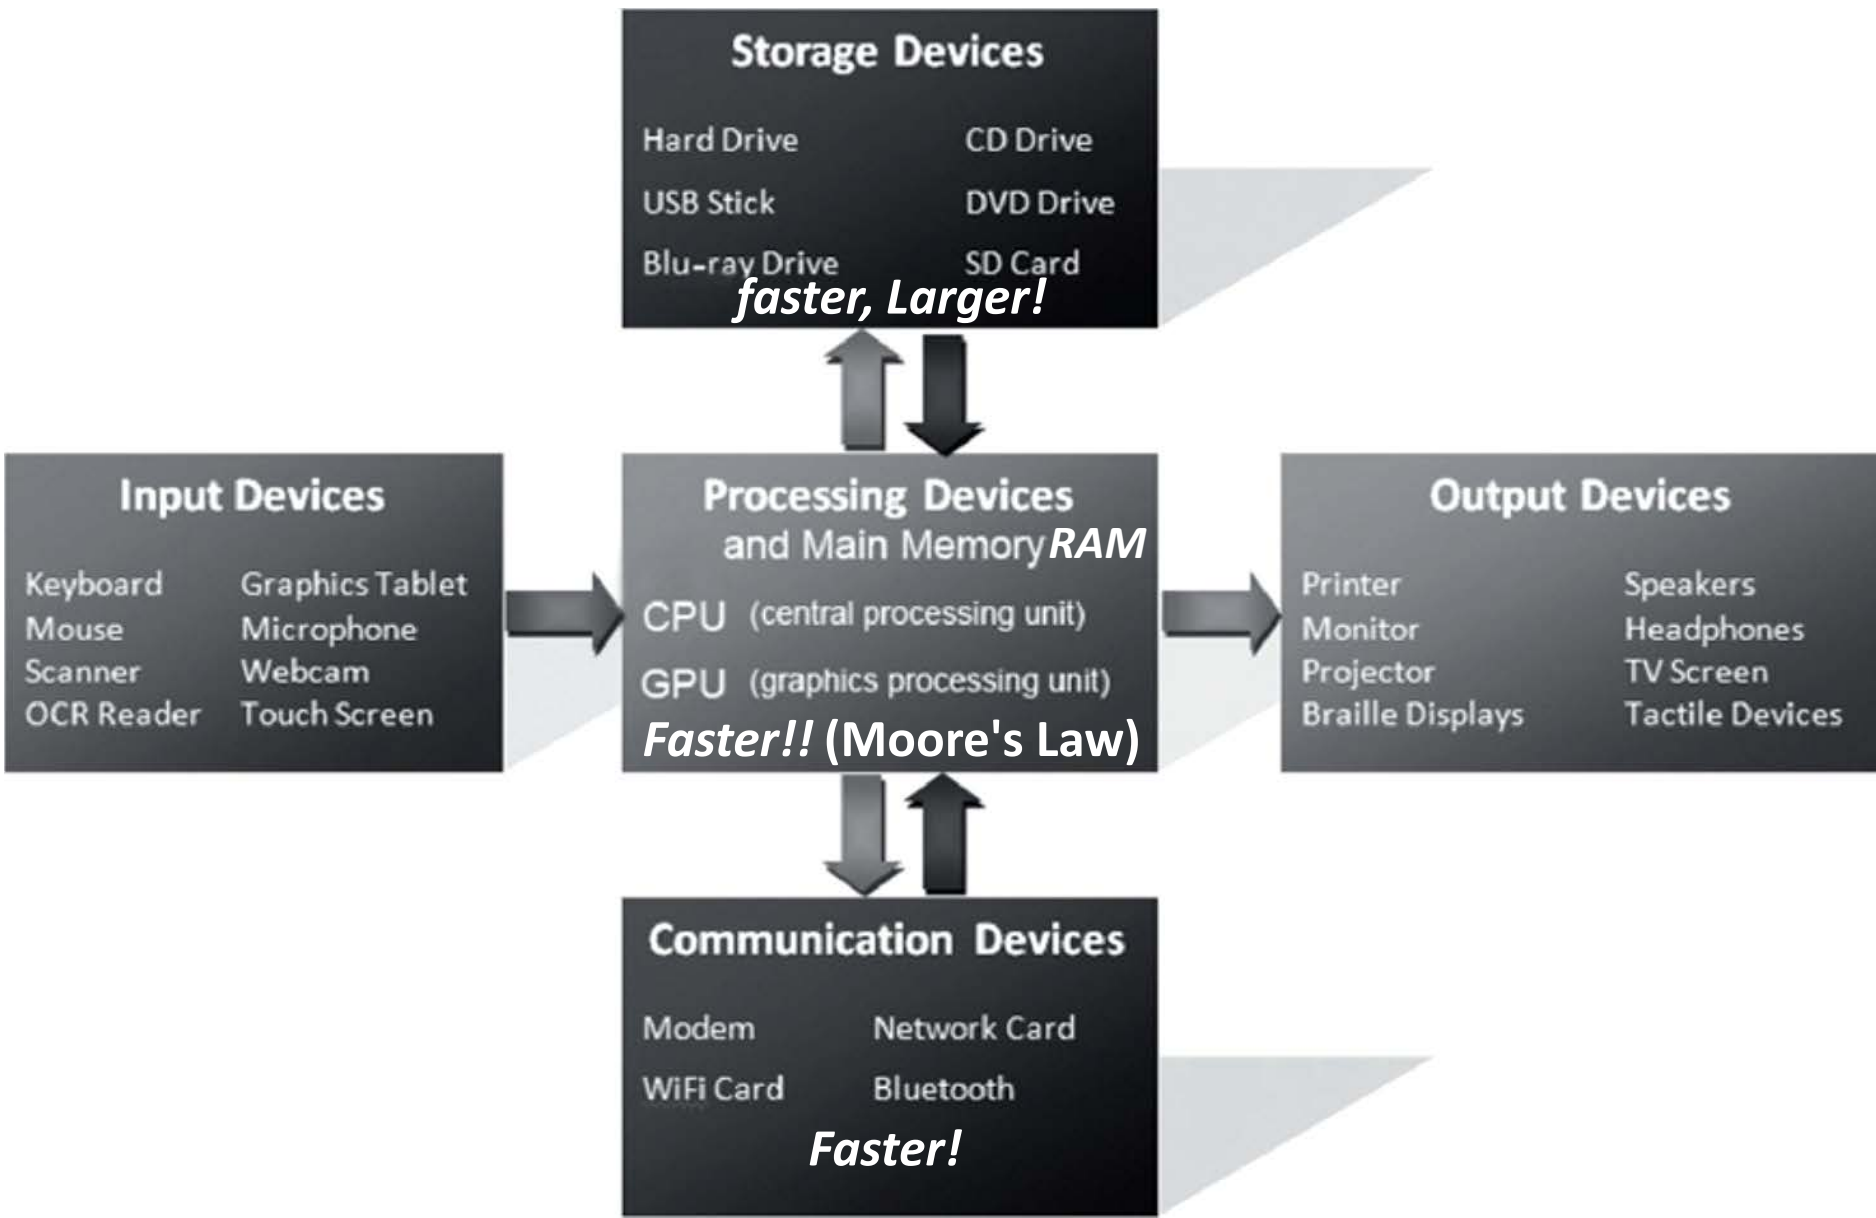 Storage Devices
Hard Drive CD Drive
USB Stick DVD Drive
Blu-ray Drive SD Card
faster, Larger!
Input Devices
Keyboard Graphics Tablet
Mouse Microphone
Scanner Webcam
OCR Reader Touch Screen
Processing Devices
and Main Memory RAM
CPU (central processing unit)
GPU (graphics processing unit)
Faster!! (Moore's Law)
Output Devices
Printer Speakers
Monitor Headphones
Projector TV Screen
Braille Displays Tactile Devices
Communication Devices
Modem Network Card
WiFi Card Bluetooth
Faster!